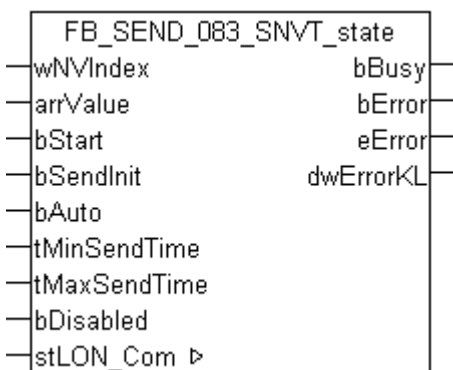 FB_SEND_083_SNVT_state
wNVIndex bBusy
arrValue bError
bStart eError
bSendInit dwErrorKL
bAuto
tMinSendTime
tMaxSendTime
bDisabled
stLON_Com ▷